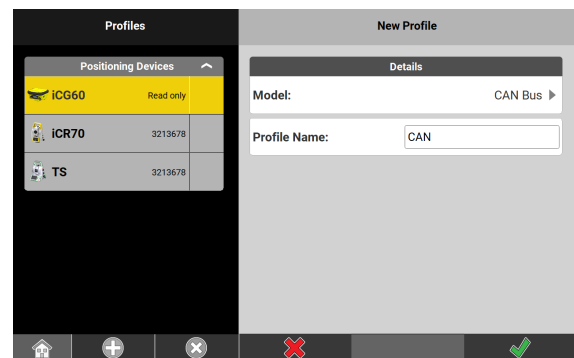 Profiles
New Profile
Positioning Devices
iCG60 Read only
iCR70 3213678
TS 3213678
Details
Model: CAN Bus
Profile Name: CAN